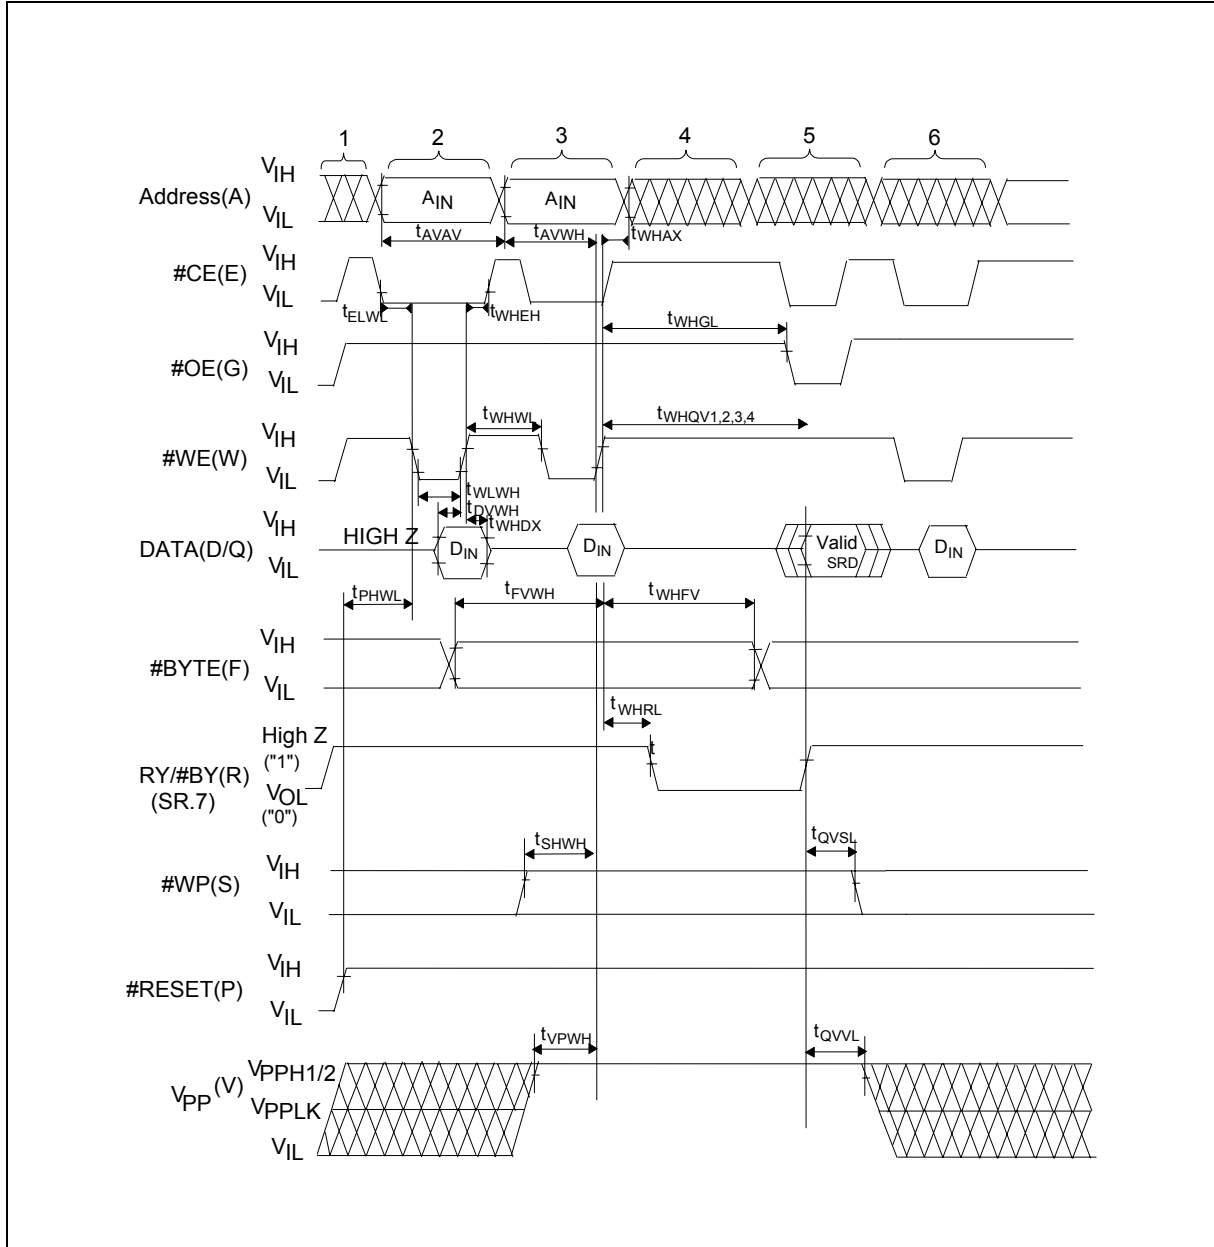 1 2 3 4 5 6
VIH
Address(A) AIN AIN
VIL
tAVAV tAVWH tWHAX
VIH
#CE(E)
VIL
tELWL tWHEH tWHGL
VIH
#OE(G)
VIL
tWHWL tWHQV1,2,3,4
VIH
#WE(W)
VIL
tWLWH
tDVWH
tWHDX
VIH
DATA(D/Q) HIGH Z DIN DIN Valid SRD DIN
VIL
tPHWL tFVWH tWHFV
VIH
#BYTE(F)
VIL
tWHRL
High Z
("1") t
RY/#BY(R)
(SR.7) VOL
("0")
tSHWH tQVSL
VIH
#WP(S)
VIL
VIH
#RESET(P)
VIL
tVPWH tQVVL
VPPH1/2
VPP(V)
VPPLK
VIL